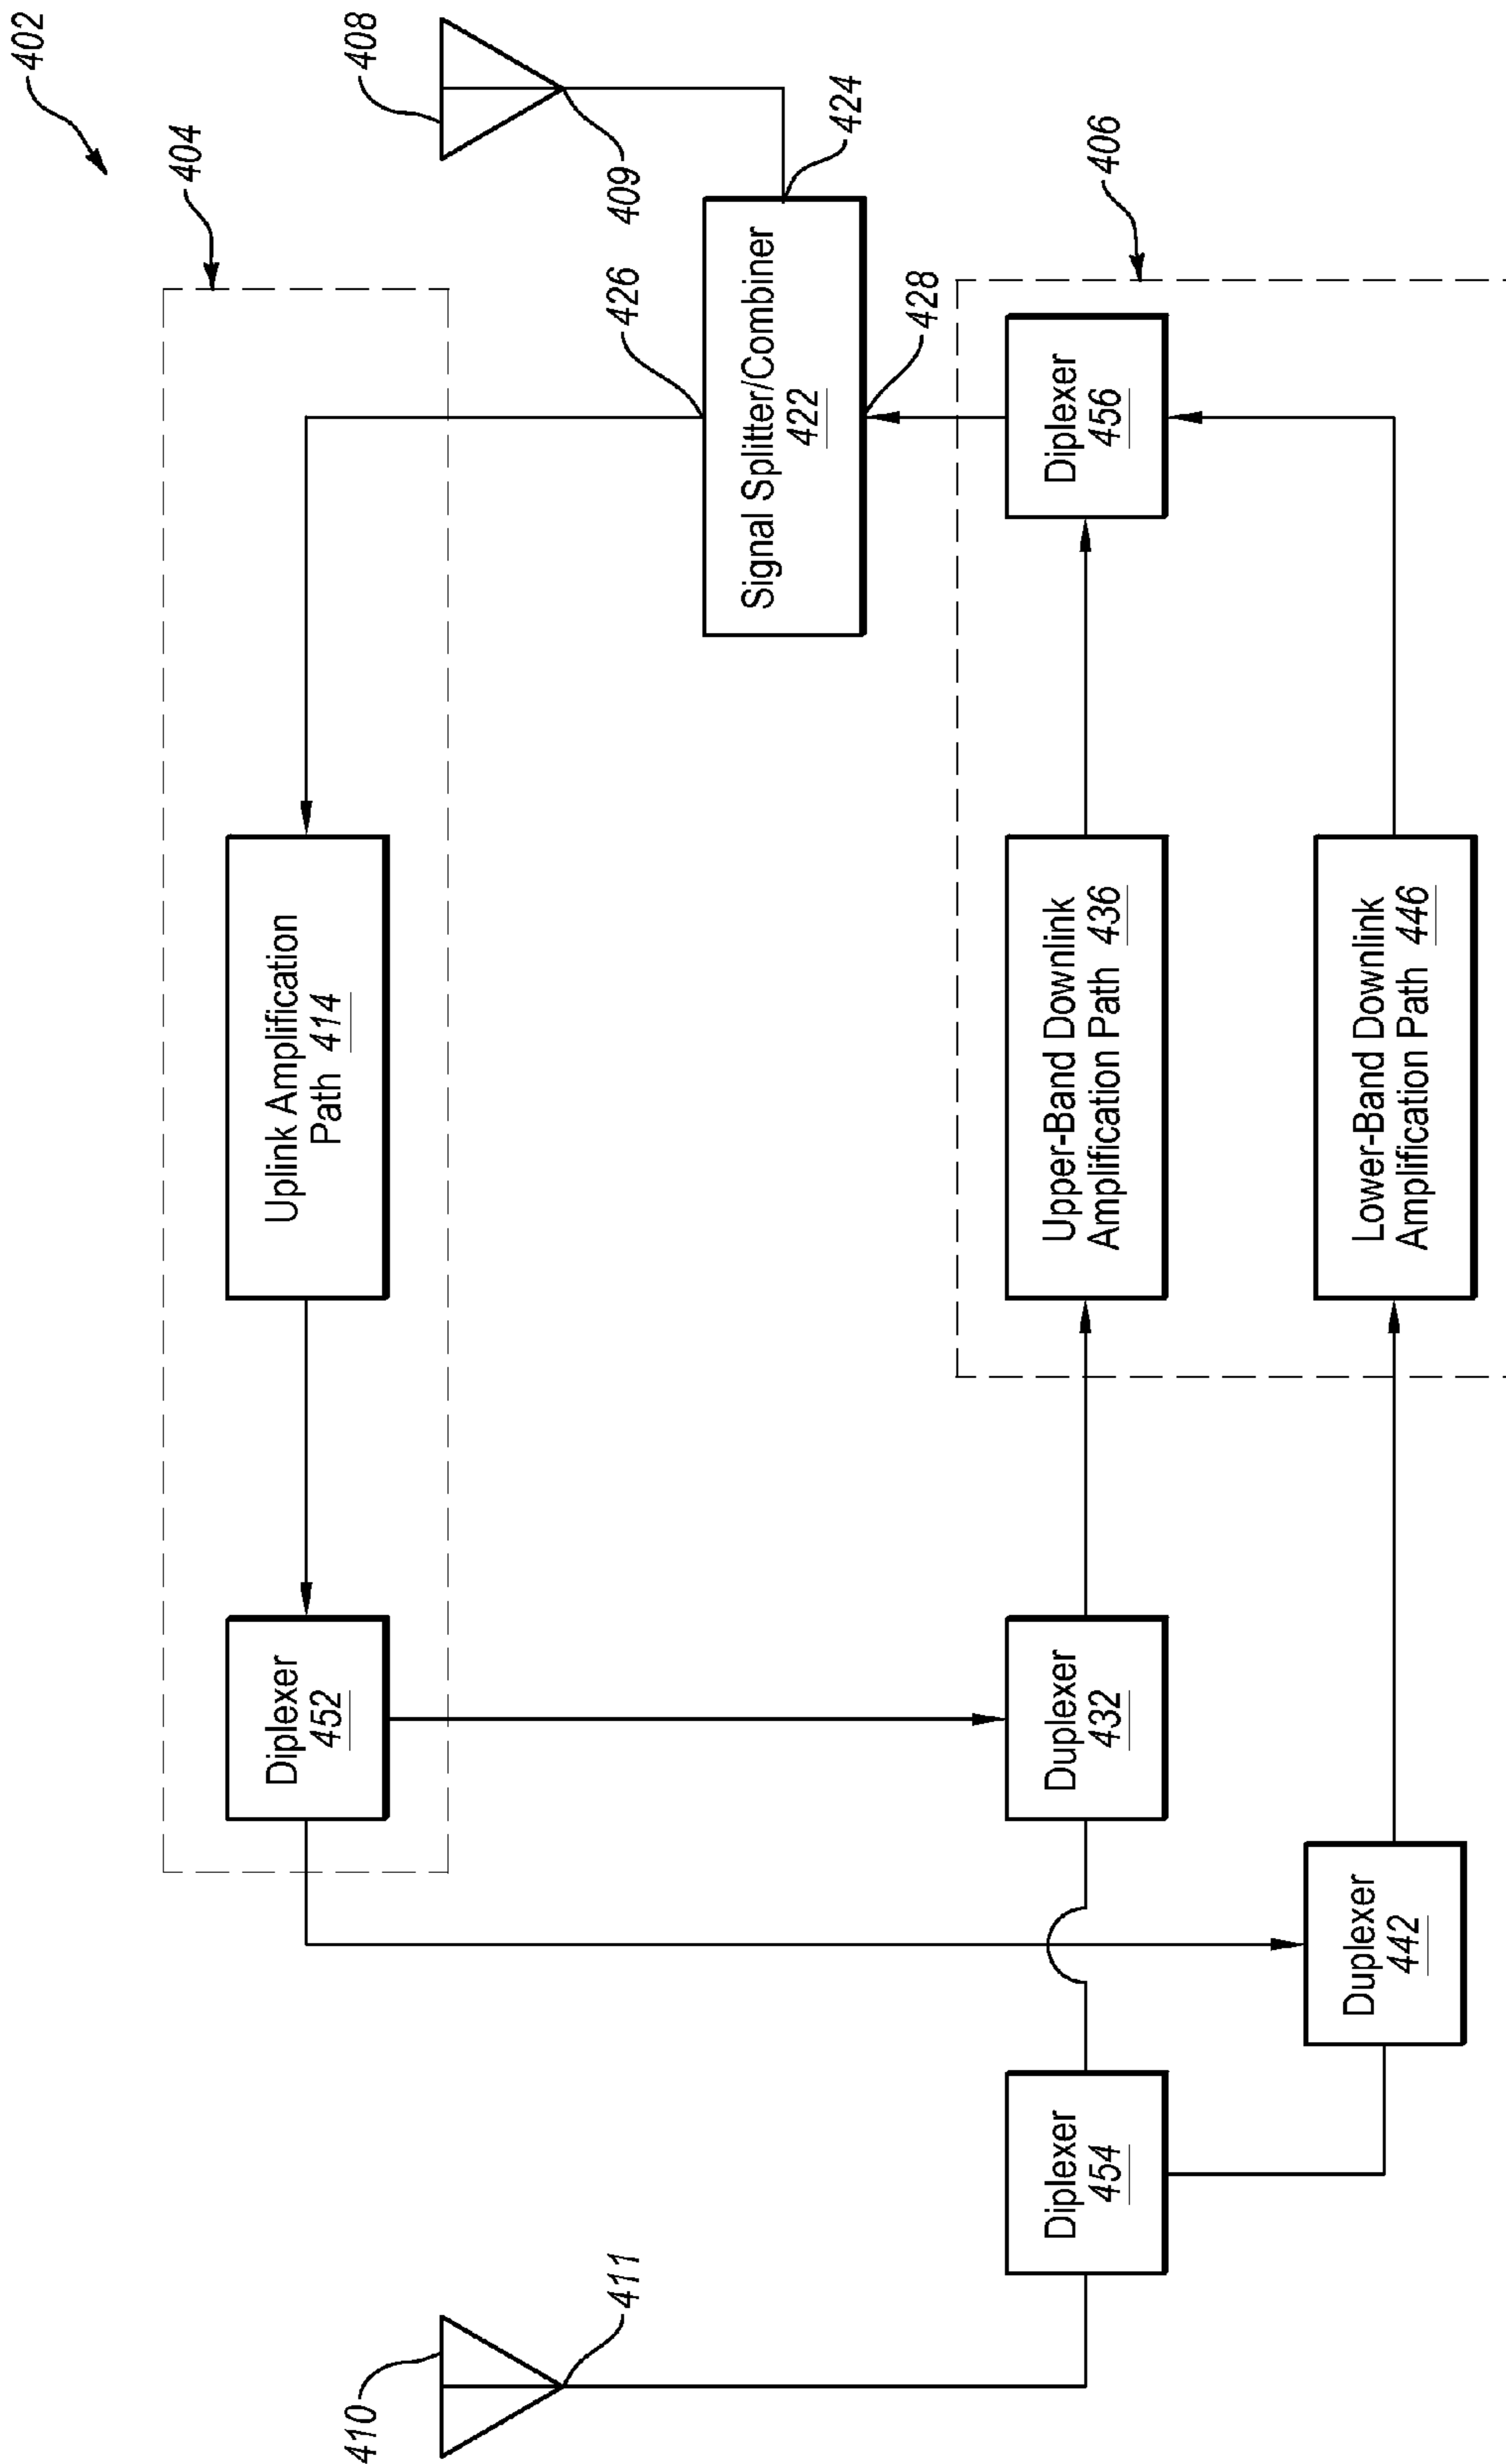 402
404
408
409
426
424
Signal Splitter/Combiner
422
428
406
Uplink Amplification
Path 414
Diplexer
452
410
411
Diplexer
454
Duplexer
432
Upper-Band Downlink
Amplification Path 436
Diplexer
456
Duplexer
442
Lower-Band Downlink
Amplification Path 446